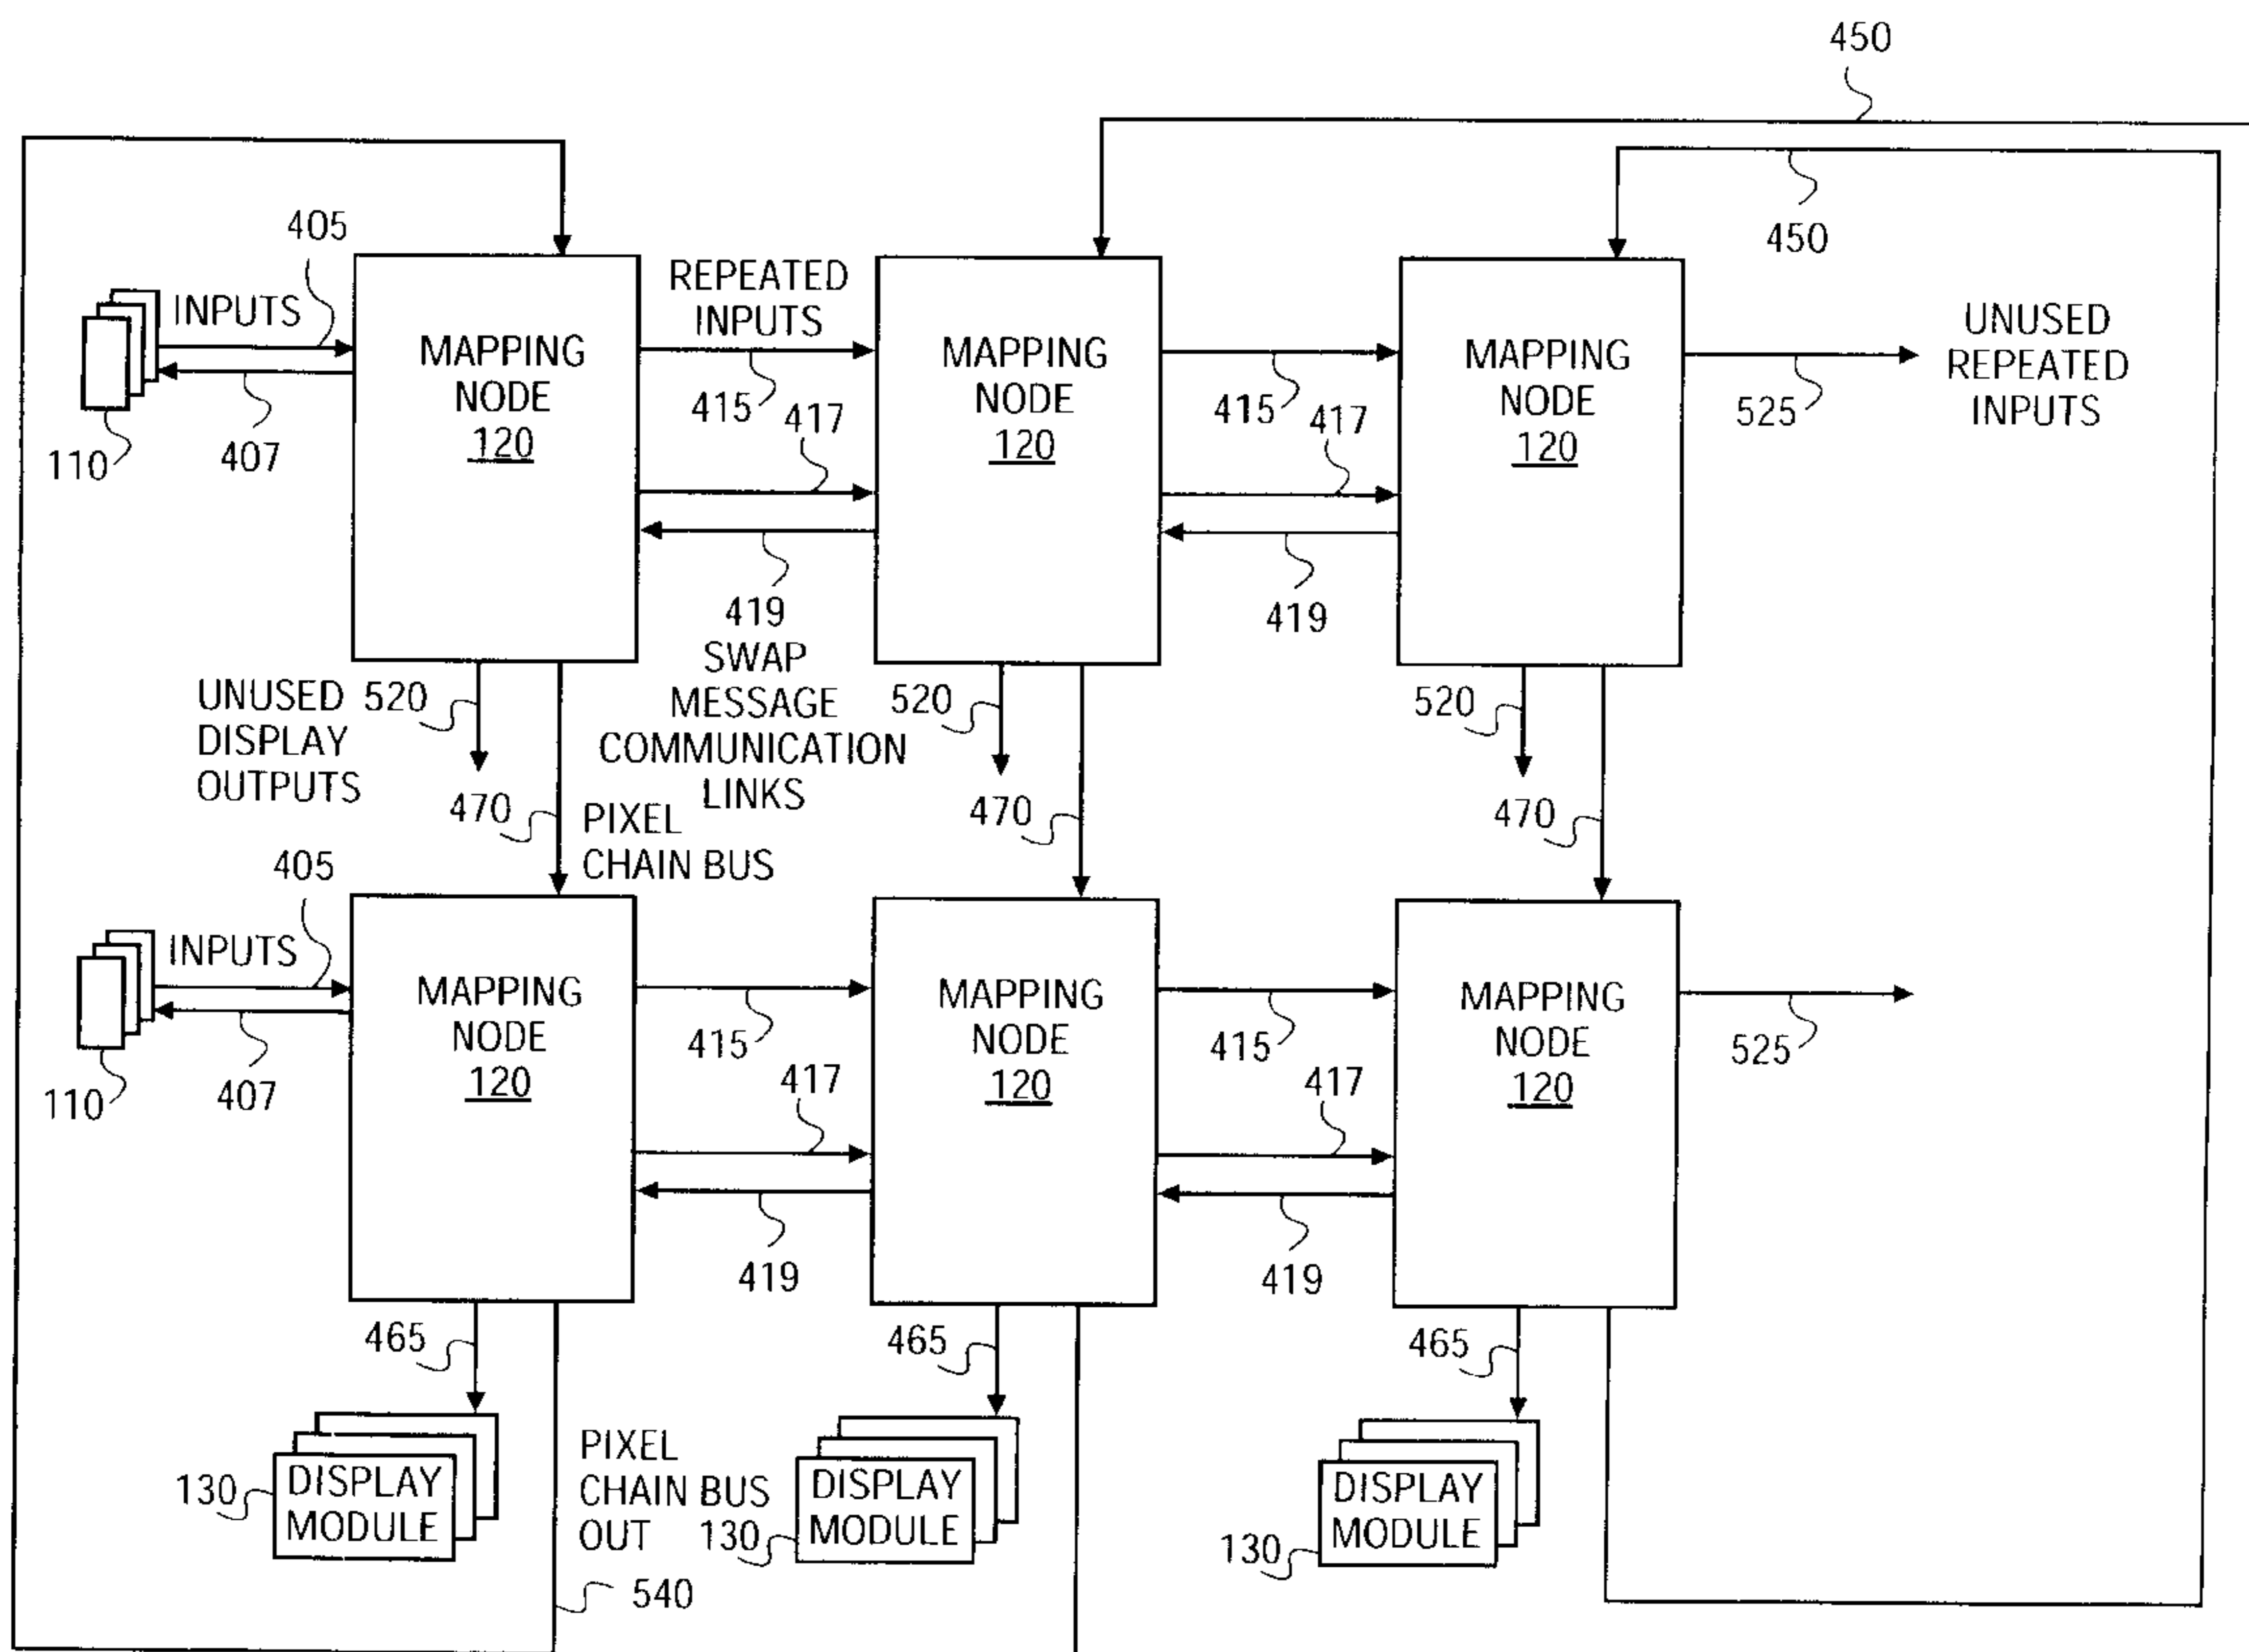 450
450
405
INPUTS
407
110
MAPPING
NODE
120
REPEATED
INPUTS
415
417
419
SWAP
MESSAGE
COMMUNICATION
LINKS
MAPPING
NODE
120
415
417
419
MAPPING
NODE
120
525
UNUSED
REPEATED
INPUTS
UNUSED
DISPLAY
OUTPUTS
520
470
PIXEL
CHAIN BUS
520
470
520
470
405
INPUTS
407
110
MAPPING
NODE
120
415
417
419
MAPPING
NODE
120
415
417
419
MAPPING
NODE
120
525
465
465
465
130
DISPLAY
MODULE
PIXEL
CHAIN BUS
OUT
540
130
DISPLAY
MODULE
130
DISPLAY
MODULE